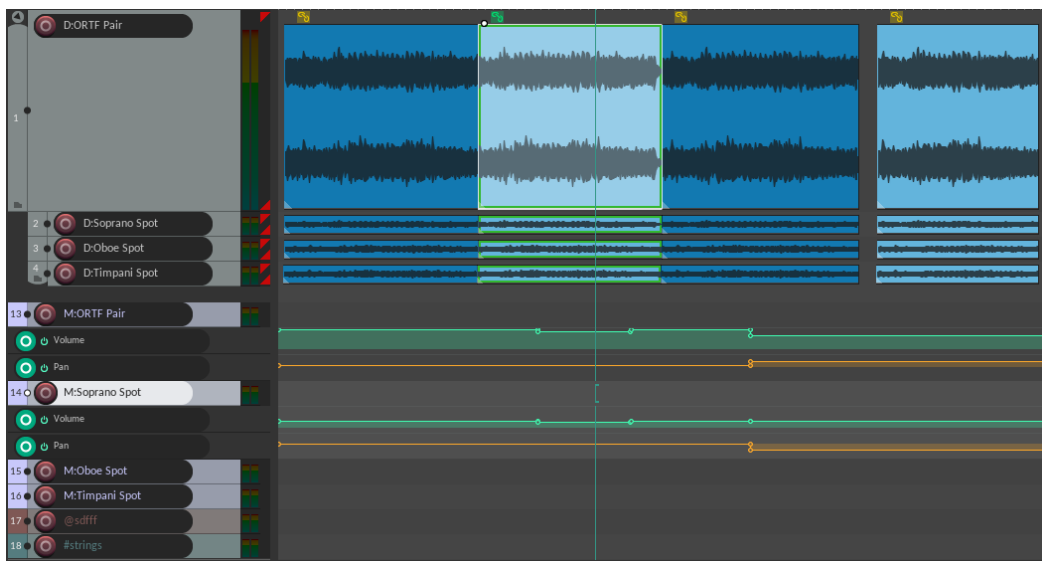 D:ORTF Pair
1
2 D:Soprano Spot
3 D:Oboe Spot
4 D:Timpani Spot
13 M:ORTF Pair
Volume
Pan
14 M:Soprano Spot
Volume
Pan
15 M:Oboe Spot
16 M:Timpani Spot
17 @sdfff
18 #strings